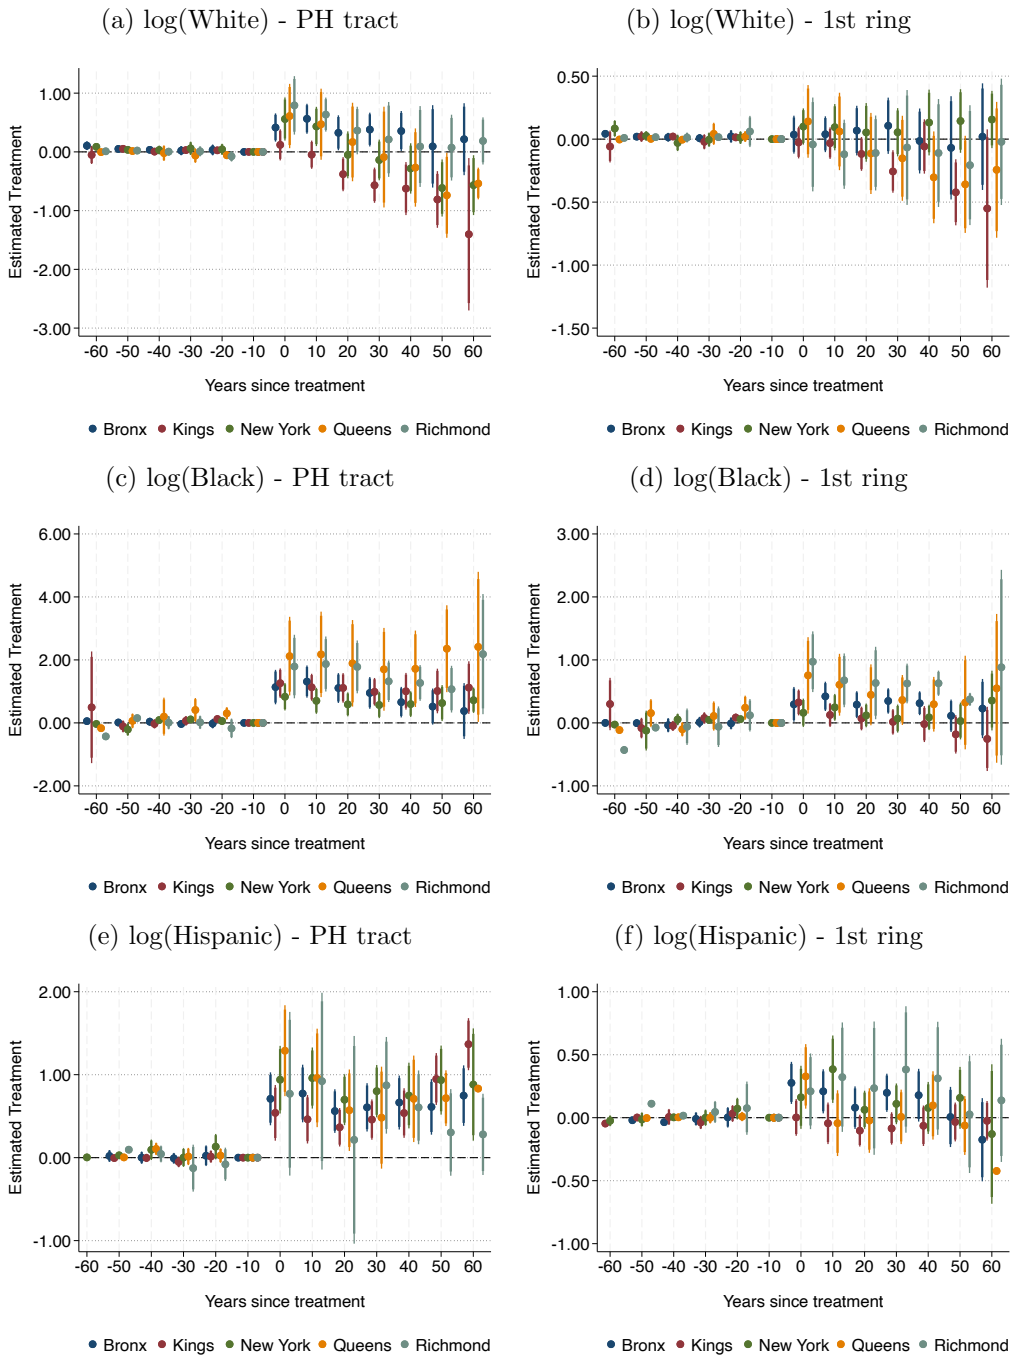 (a) log(White) - PH tract
(b) log(White) - 1st ring
Estimated Treatment
1.00
0.00
-1.00
-2.00
-3.00
-60 -50 -40 -30 -20 -10 0 10 20 30 40 50 60
Years since treatment
Bronx Kings New York Queens Richmond
Estimated Treatment
0.50
0.00
-0.50
-1.00
-1.50
-60 -50 -40 -30 -20 -10 0 10 20 30 40 50 60
Years since treatment
Bronx Kings New York Queens Richmond
(c) log(Black) - PH tract
(d) log(Black) - 1st ring
Estimated Treatment
6.00
4.00
2.00
0.00
-2.00
-60 -50 -40 -30 -20 -10 0 10 20 30 40 50 60
Years since treatment
Bronx Kings New York Queens Richmond
Estimated Treatment
3.00
2.00
1.00
0.00
-1.00
-60 -50 -40 -30 -20 -10 0 10 20 30 40 50 60
Years since treatment
Bronx Kings New York Queens Richmond
(e) log(Hispanic) - PH tract
(f) log(Hispanic) - 1st ring
Estimated Treatment
2.00
1.00
0.00
-1.00
-60 -50 -40 -30 -20 -10 0 10 20 30 40 50 60
Years since treatment
Bronx Kings New York Queens Richmond
Estimated Treatment
1.00
0.50
0.00
-0.50
-1.00
-60 -50 -40 -30 -20 -10 0 10 20 30 40 50 60
Years since treatment
Bronx Kings New York Queens Richmond